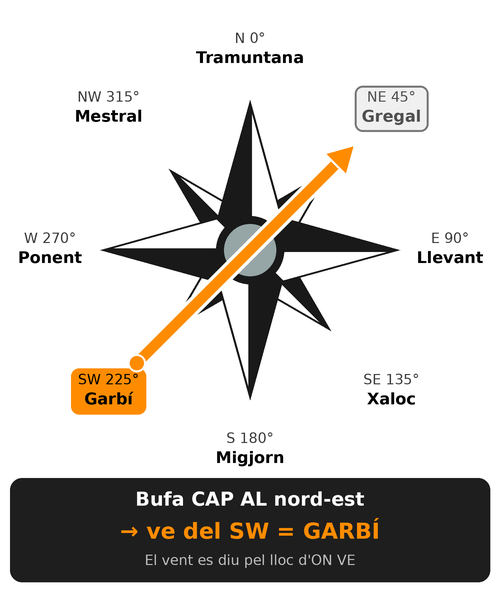 N 0°
Tramuntana
NW 315°
Mestral
NE 45°
Gregal
W 270°
Ponent
E 90°
Llevant
SW 225°
Garbí
SE 135°
Xaloc
S 180°
Migjorn
Bufa CAP AL nord-est
→ ve del SW = GARBÍ
El vent es diu pel lloc d'ON VE